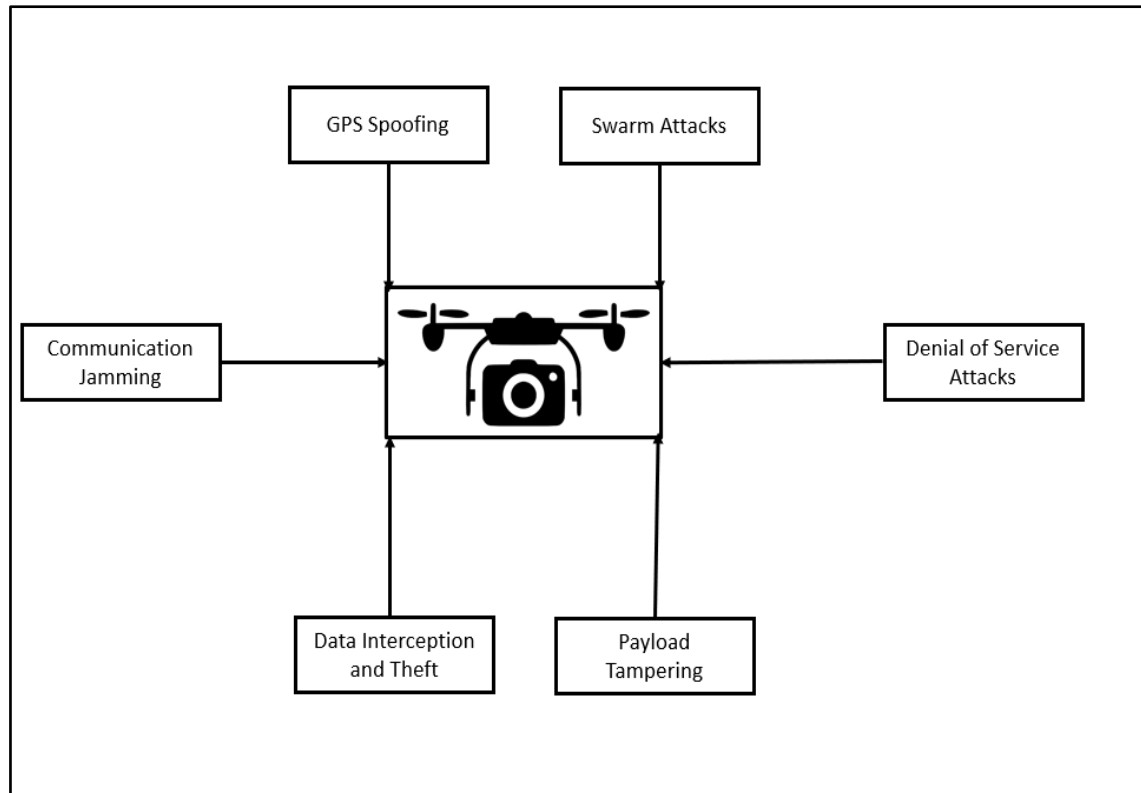 GPS Spoofing
Swarm Attacks
Communication
Jamming
Denial of Service
Attacks
Data Interception
and Theft
Payload
Tampering